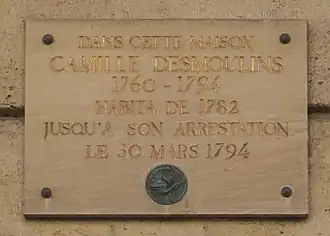 DANS CETTE MAISON
CAMILLE DESMOULINS
1760 - 1794
HABITA DE 1782
JUSQU'A SON ARRESTATION
LE 30 MARS 1794